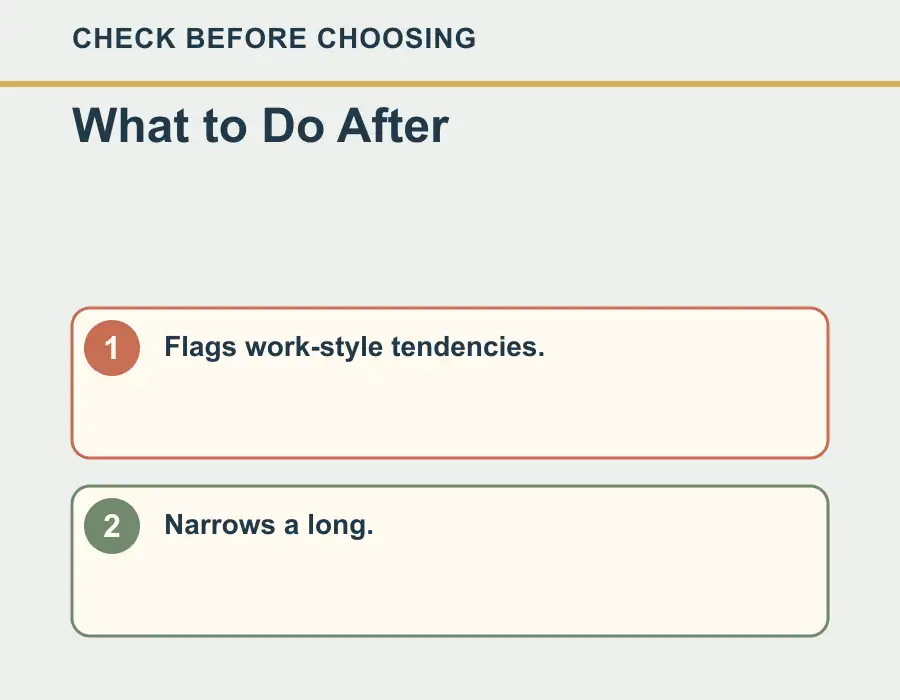 CHECK BEFORE CHOOSING
What to Do After
1 Flags work-style tendencies.
2 Narrows a long.